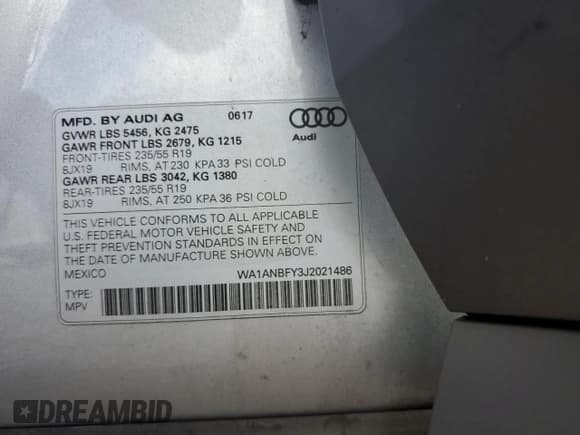 MFD. BY AUDI AG 0617
GVWR LBS 5456, KG 2475
GAWR FRONT LBS 2679, KG 1215
FRONT-TIRES 235/55 R19
8JX19 RIMS, AT 230 KPA 33 PSI COLD
GAWR REAR LBS 3042, KG 1380
REAR-TIRES 235/55 R19
8JX19 RIMS, AT 250 KPA 36 PSI COLD
Audi
THIS VEHICLE CONFORMS TO ALL APPLICABLE
U.S. FEDERAL MOTOR VEHICLE SAFETY AND
THEFT PREVENTION STANDARDS IN EFFECT ON
THE DATE OF MANUFACTURE SHOWN ABOVE.
MEXICO WA1ANBFY3J2021486
TYPE:
MPV
DREAMBID